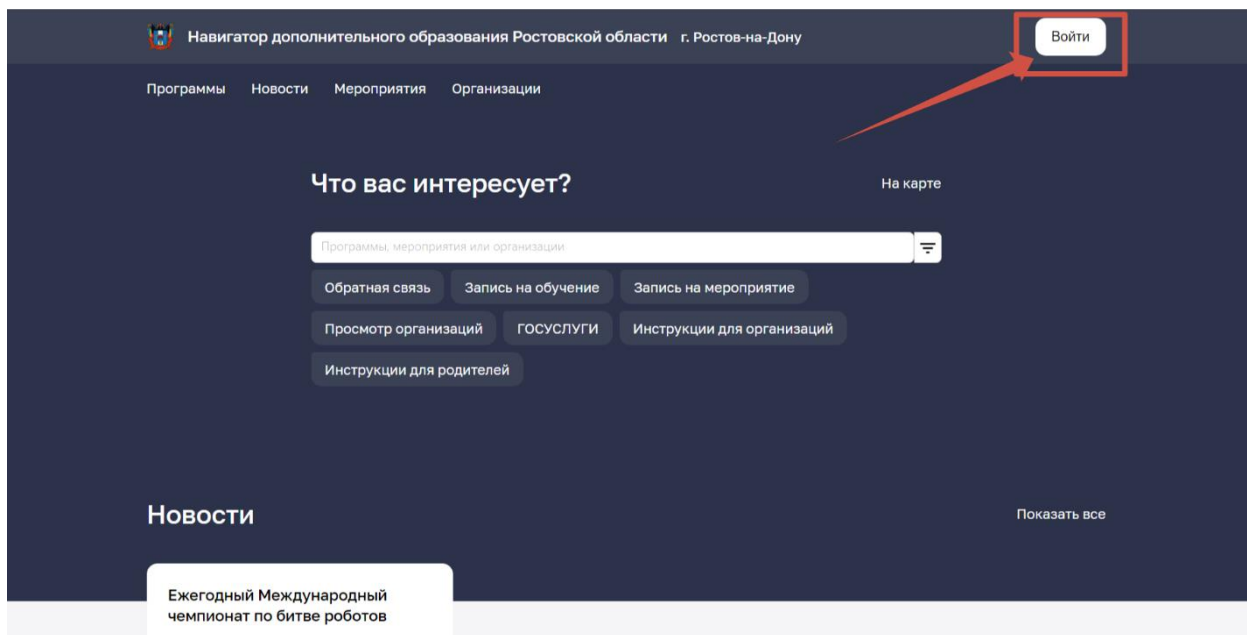 Навигатор дополнительного образования Ростовской области г. Ростов-на-Дону Войти
Программы Новости Мероприятия Организации
Что вас интересует? На карте
Программы, мероприятия или организации
Обратная связь Запись на обучение Запись на мероприятие
Просмотр организаций ГОСУСЛУГИ Инструкции для организаций
Инструкции для родителей
Новости Показать все
Ежегодный Международный
чемпионат по битве роботов